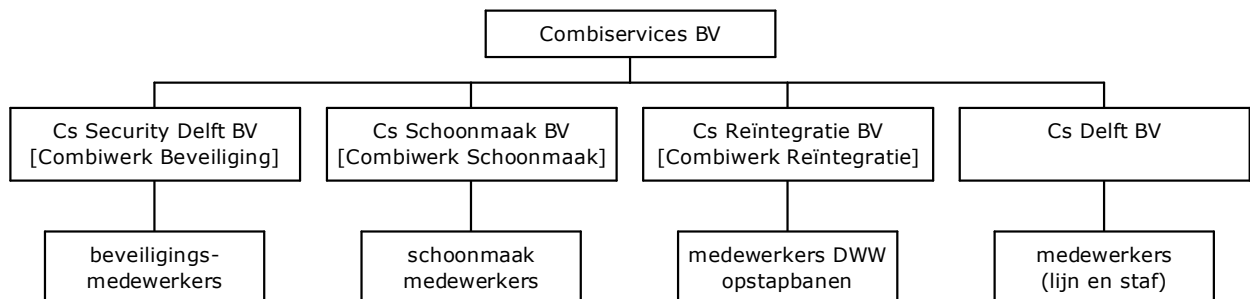 Combiservices BV
Cs Security Delft BV
[Combiwerk Beveiliging]
Cs Schoonmaak BV
[Combiwerk Schoonmaak]
Cs Reïntegratie BV
[Combiwerk Reïntegratie]
Cs Delft BV
beveiligings-
medewerkers
schoonmaak
medewerkers
medewerkers DWW
opstapbanen
medewerkers
(lijn en staf)